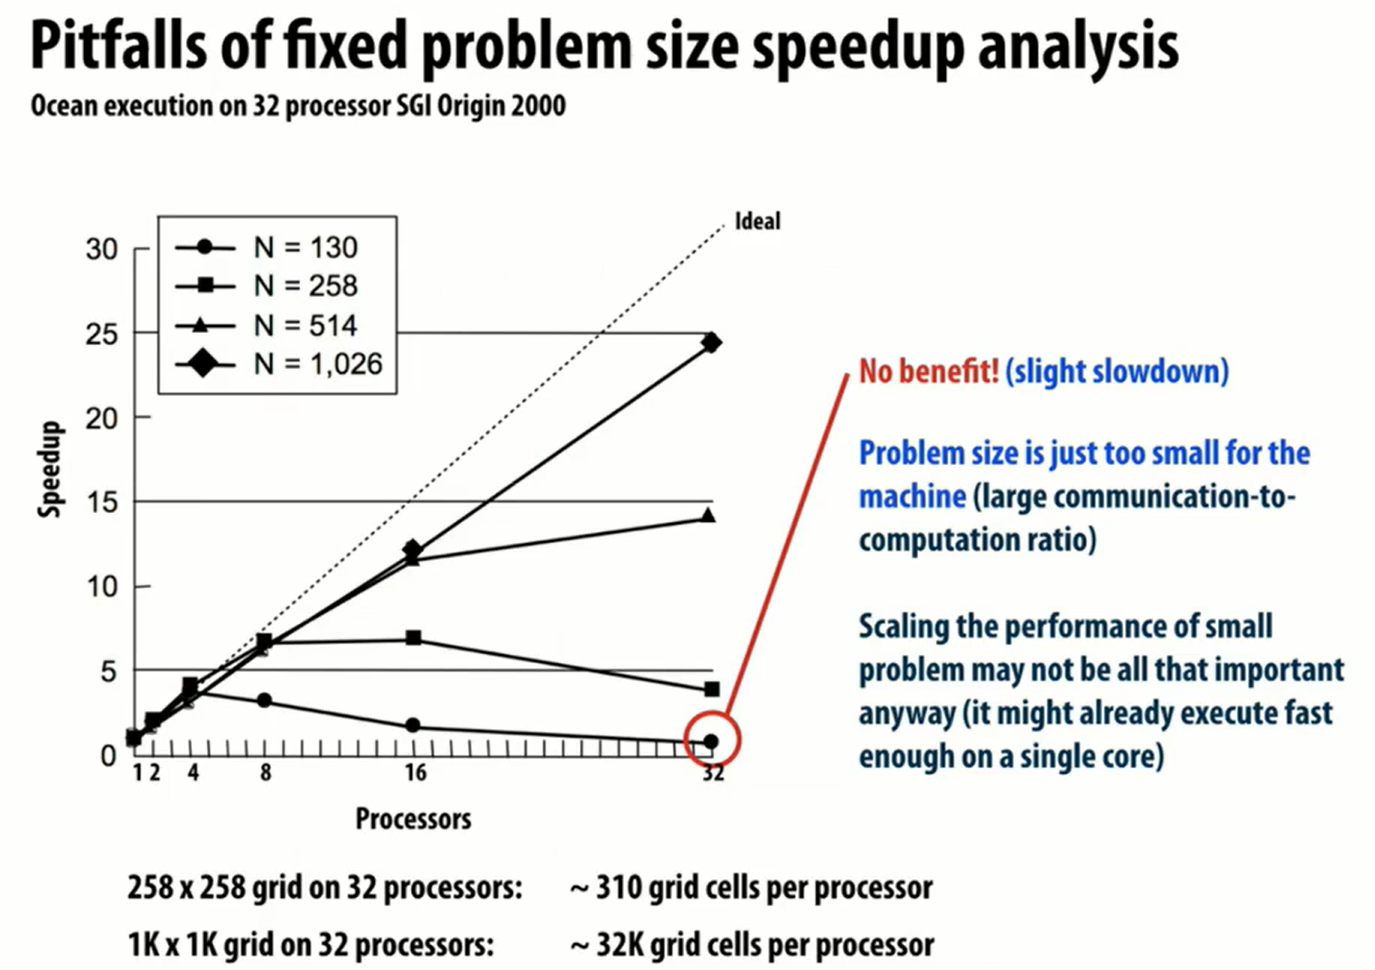 Pitfalls of fixed problem size speedup analysis
Ocean execution on 32 processor SGI Origin 2000
Ideal
30
25
20
15
10
5
0
N = 130
N = 258
N = 514
N = 1,026
Speedup
1 2 4 8 16 32
Processors
No benefit! (slight slowdown)
Problem size is just too small for the
machine (large communication-to-
computation ratio)
Scaling the performance of small
problem may not be all that important
anyway (it might already execute fast
enough on a single core)
258 x 258 grid on 32 processors: ~ 310 grid cells per processor
1K x 1K grid on 32 processors: ~ 32K grid cells per processor